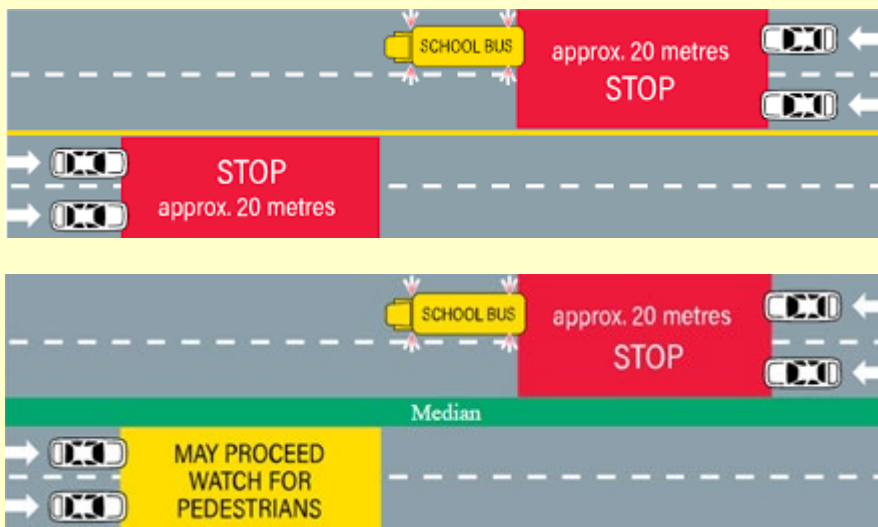 SCHOOL BUS
approx. 20 metres
STOP
STOP
approx. 20 metres
SCHOOL BUS
approx. 20 metres
STOP
Median
MAY PROCEED
WATCH FOR
PEDESTRIANS